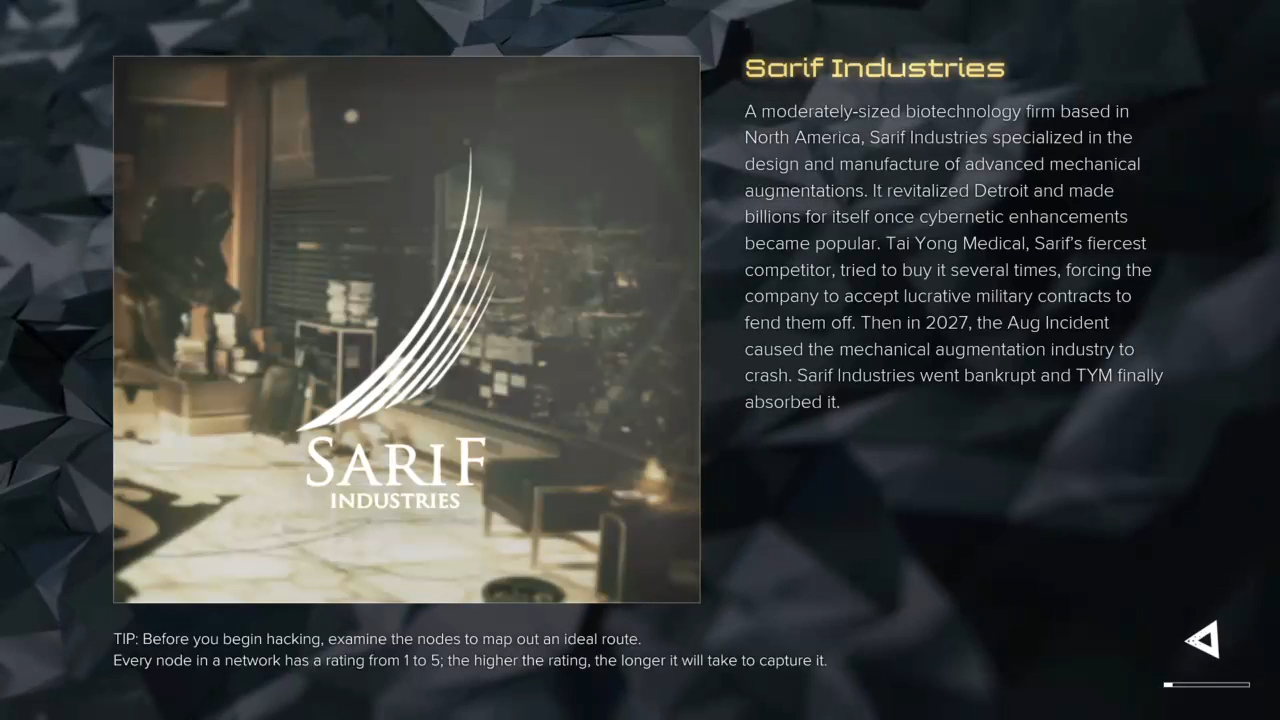 Sarif Industries
A moderately-sized biotechnology firm based in
North America, Sarif Industries specialized in the
design and manufacture of advanced mechanical
augmentations. It revitalized Detroit and made
billions for itself once cybernetic enhancements
became popular. Tai Yong Medical, Sarif's fiercest
competitor, tried to buy it several times, forcing the
company to accept lucrative military contracts to
fend them off. Then in 2027, the Aug Incident
caused the mechanical augmentation industry to
crash. Sarif Industries went bankrupt and TYM finally
absorbed it.
SARIF
INDUSTRIES
TIP: Before you begin hacking, examine the nodes to map out an ideal route.
Every node in a network has a rating from 1 to 5; the higher the rating, the longer it will take to capture it.